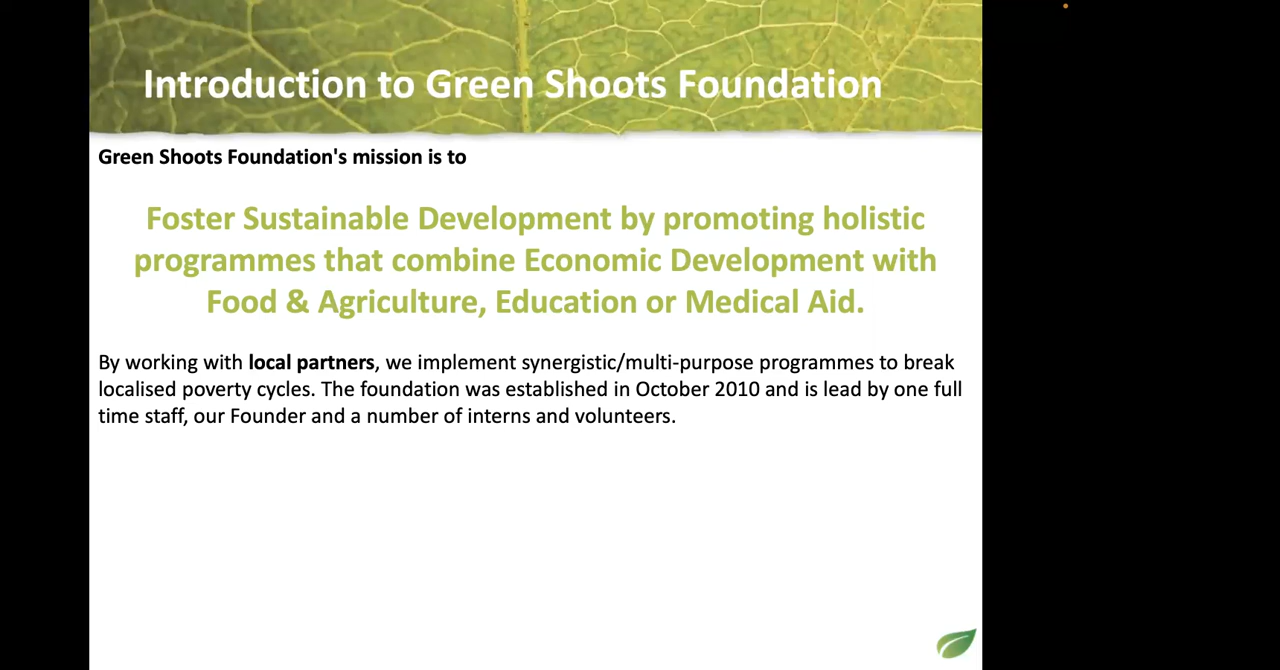 Introduction to Green Shoots Foundation
Green Shoots Foundation's mission is to
Foster Sustainable Development by promoting holistic
programmes that combine Economic Development with
Food & Agriculture, Education or Medical Aid.
By working with local partners, we implement synergistic/multi-purpose programmes to break
localised poverty cycles. The foundation was established in October 2010 and is lead by one full
time staff, our Founder and a number of interns and volunteers.